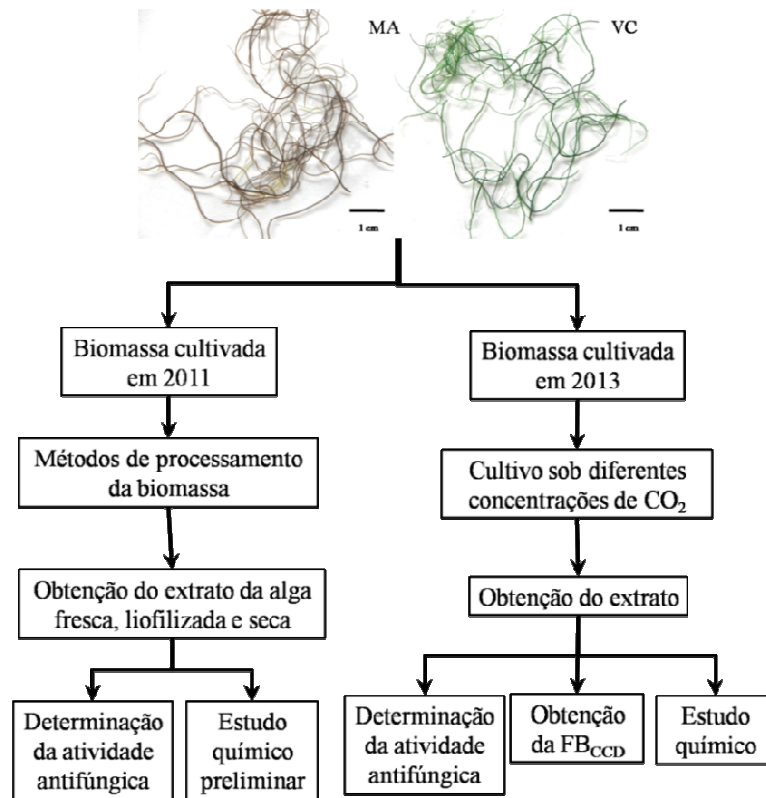 MA
VC
1 cm
1 cm
Biomassa cultivada
em 2011
Biomassa cultivada
em 2013
Métodos de processamento
da biomassa
Cultivo sob diferentes
concentrações de CO₂
Obtenção do extrato da alga
fresca, liofilizada e seca
Obtenção do extrato
Determinação
da atividade
antifúngica
Estudo
químico
preliminar
Determinação
da atividade
antifúngica
Obtenção
da FB_CCD
Estudo
químico